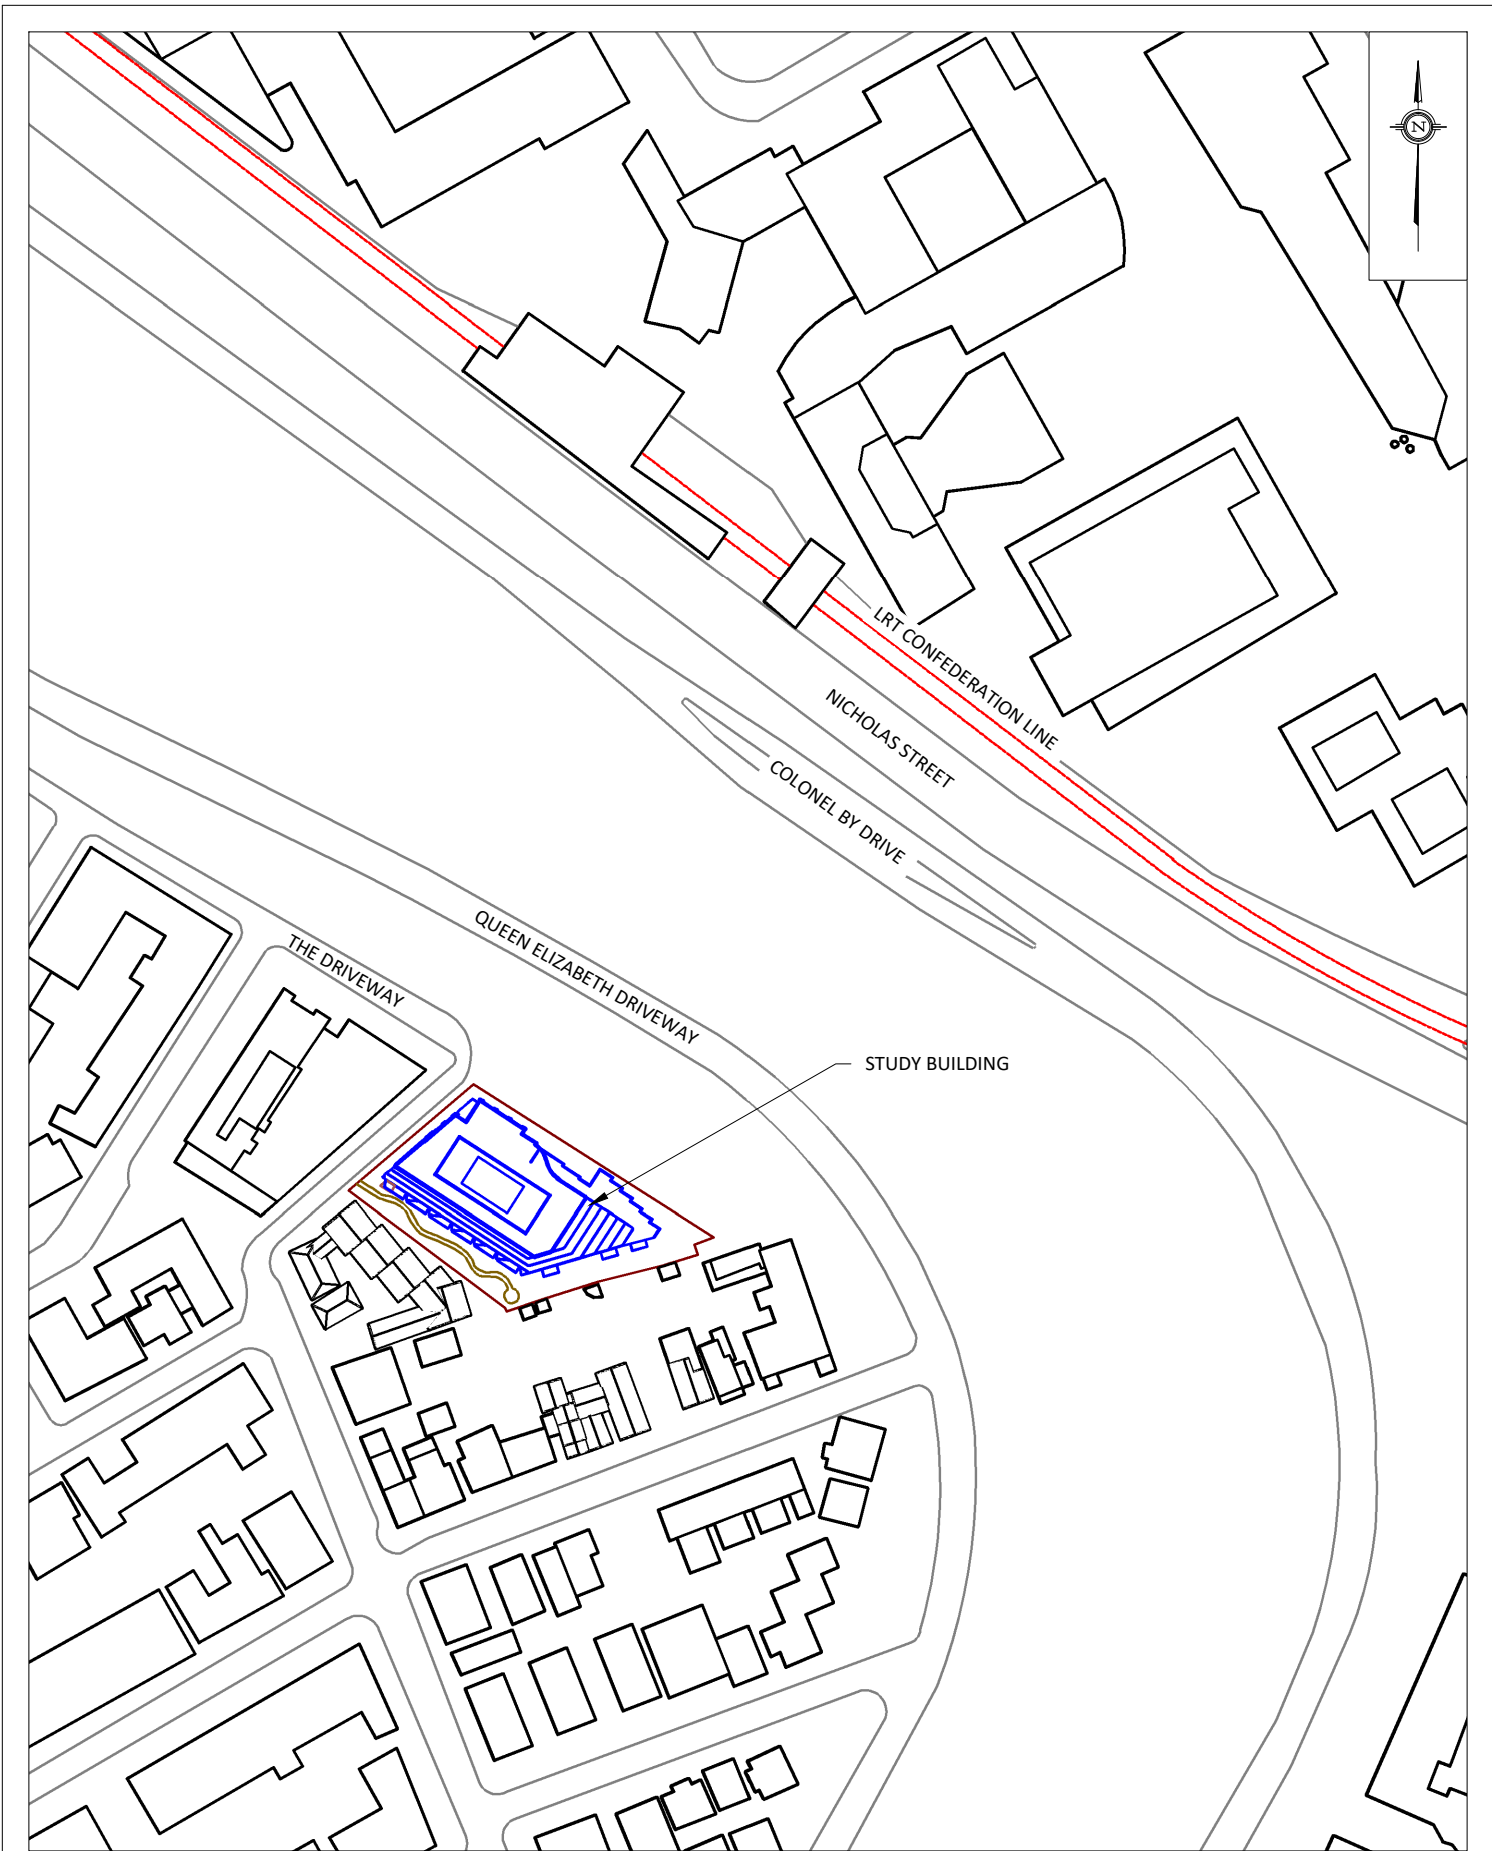 N
LRT CONFEDERATION LINE
NICHOLAS STREET
COLONEL BY DRIVE
QUEEN ELIZABETH DRIVEWAY
THE DRIVEWAY
STUDY BUILDING